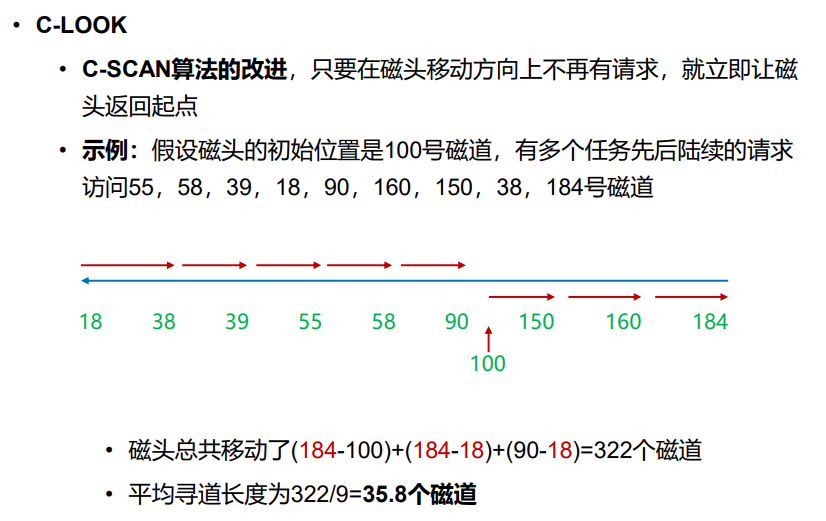 • C-LOOK
• C-SCAN算法的改进，只要在磁头移动方向上不再有请求，就立即让磁
头返回起点
• 示例：假设磁头的初始位置是100号磁道，有多个任务先后陆续的请求
访问55，58，39，18，90，160，150，38，184号磁道
18 38 39 55 58 90 150 160 184
100
• 磁头总共移动了(184-100)+(184-18)+(90-18)=322个磁道
• 平均寻道长度为322/9=35.8个磁道